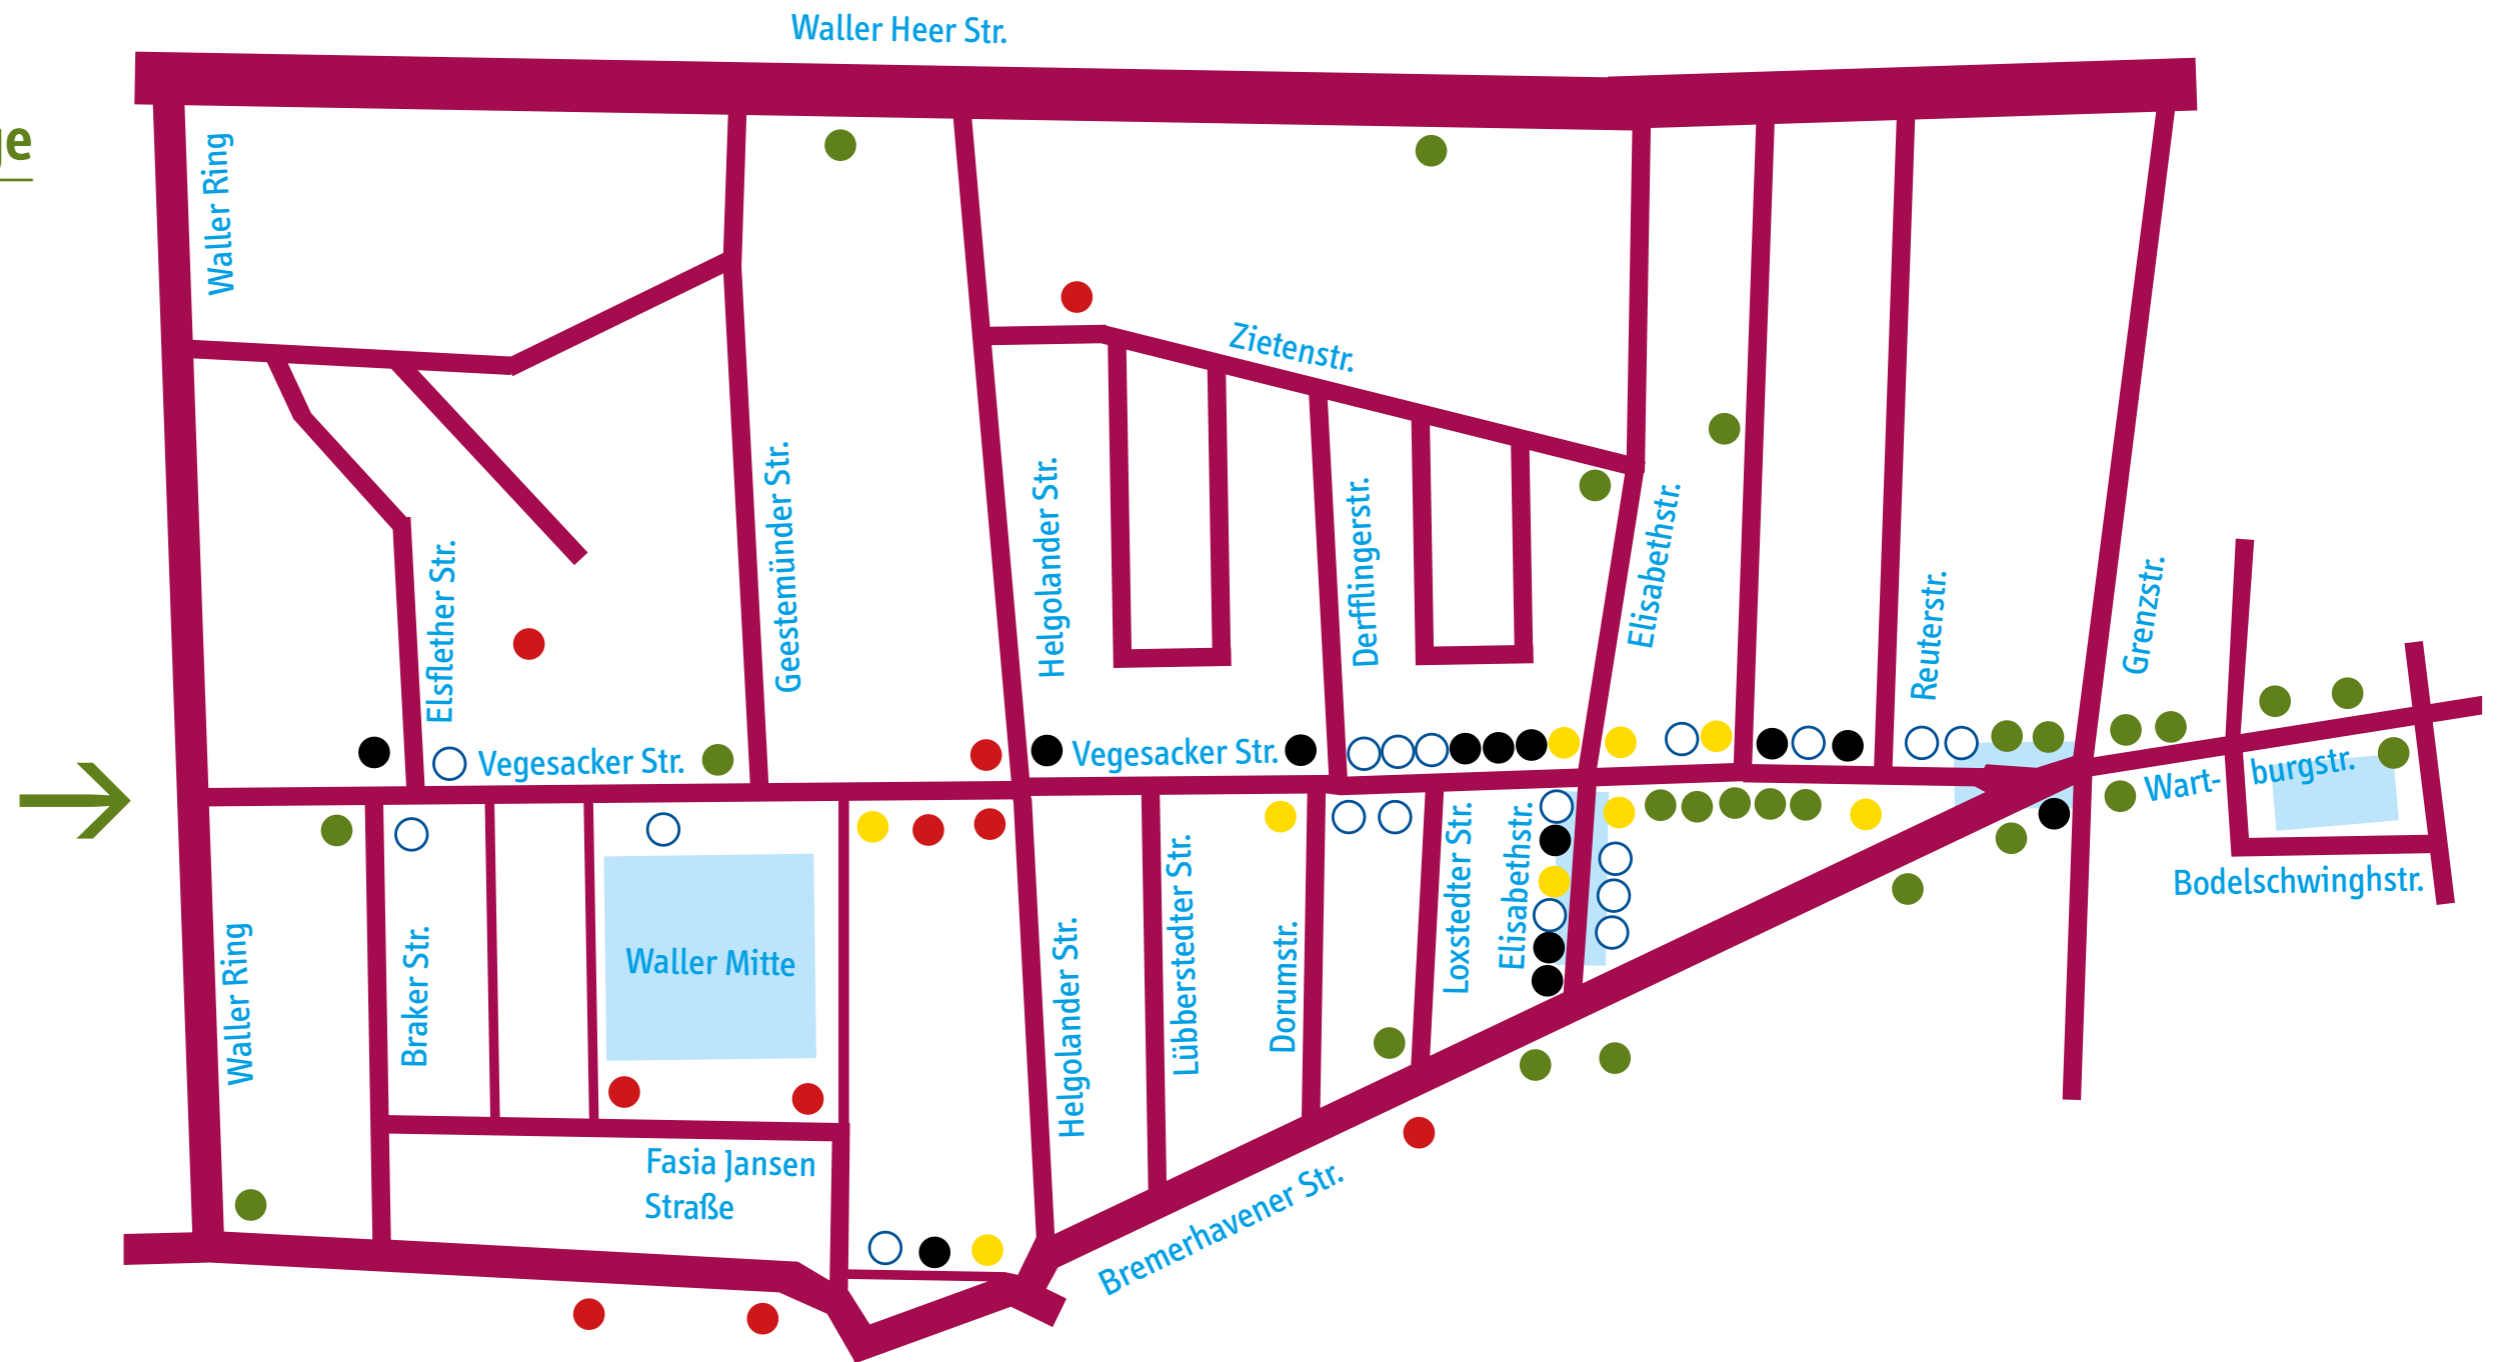 Waller Heer Str.
ge
Waller Ring
Zietenstr.
Elsflether Str.
Geestemünder Str.
Helgolander Str.
Derfflingerstr.
Elisabethstr.
Reuterstr.
Grenzstr.
Vegesacker Str.
Vegesacker Str.
Wart-
burgstr.
Bodelschwinghstr.
Waller Ring
Braker Str.
Waller Mitte
Helgolander Str.
Lübberstedter Str.
Dorumstr.
Loxstedter Str.
Elisabethstr.
Fasia Jansen
Straße
Bremerhavener Str.